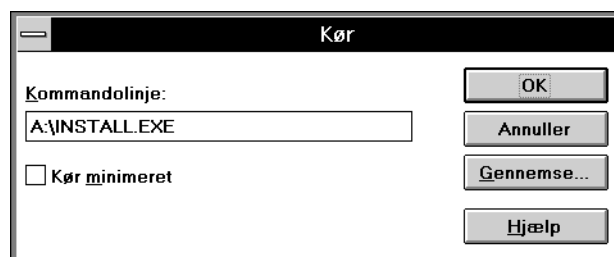 Kør
Kommandolinje:
A:\INSTALL.EXE
Kør minimeret
OK
Annuller
Gennemse...
Hjælp